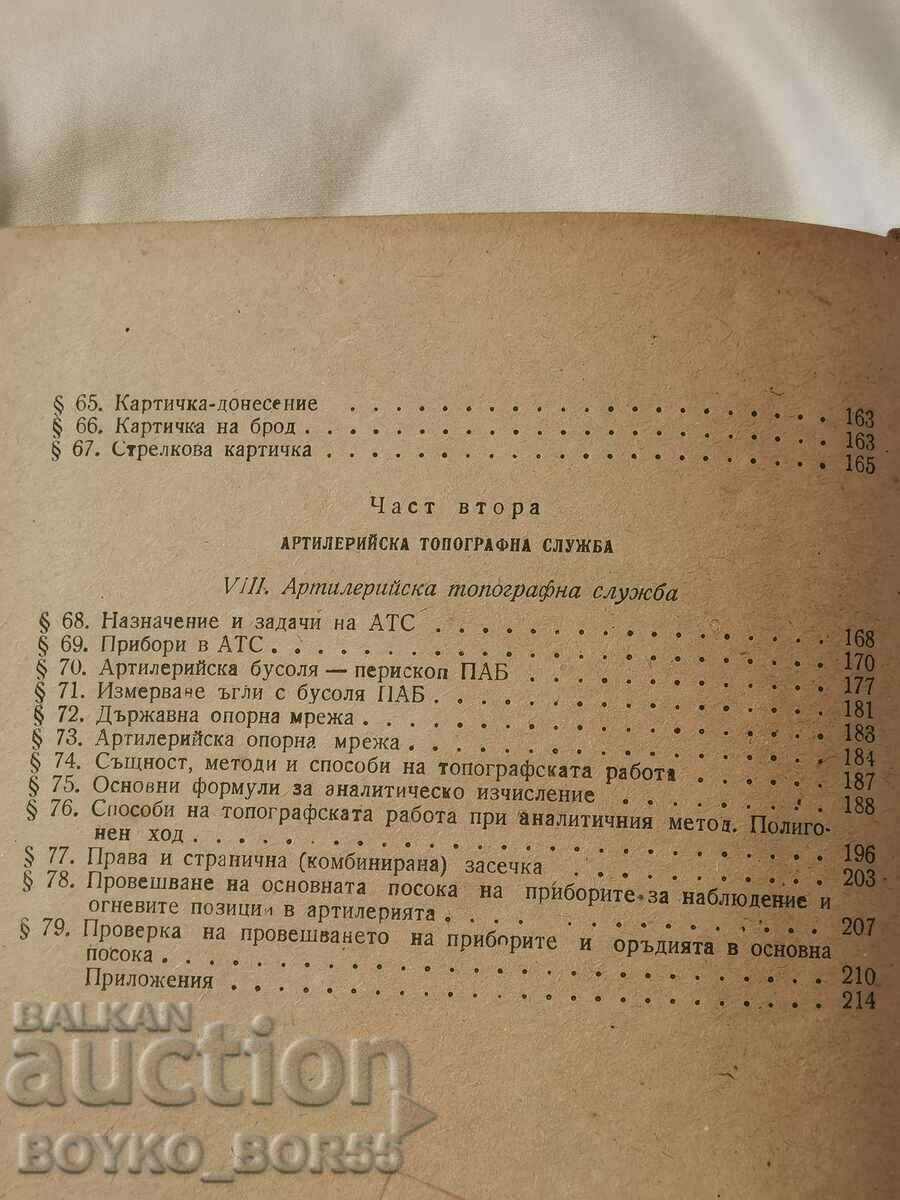 § 65. Картичка-донесение . . . . . . . . . . . . . . . . . . . . 163
§ 66. Картичка на брод . . . . . . . . . . . . . . . . . . . . . 163
§ 67. Стрелкова картичка . . . . . . . . . . . . . . . . . . . . 165
Част втора
АРТИЛЕРИЙСКА ТОПОГРАФНА СЛУЖБА
VIII. Артилерийска топографна служба
§ 68. Назначение и задачи на АТС . . . . . . . . . . . . . . . . 168
§ 69. Прибори в АТС . . . . . . . . . . . . . . . . . . . . . . . 170
§ 70. Артилерийска бусоля — перископ ПАБ . . . . . . . . . . . . 177
§ 71. Измерване ъгли с бусоля ПАБ . . . . . . . . . . . . . . . . 181
§ 72. Държавна опорна мрежа . . . . . . . . . . . . . . . . . . . 183
§ 73. Артилерийска опорна мрежа . . . . . . . . . . . . . . . . . 184
§ 74. Същност, методи и способи на топографската работа . . . . . 187
§ 75. Основни формули за аналитическо изчисление . . . . . . . . 188
§ 76. Способи на топографската работа при аналитичния метод. Полиго-
нен ход . . . . . . . . . . . . . . . . . . . . . . . . . . 196
§ 77. Права и странична (комбинирана) засечка . . . . . . . . . . 203
§ 78. Провешване на основната посока на приборите за наблюдение и
огневите позиции в артилерията . . . . . . . . . . . . . . . 207
§ 79. Проверка на провешването на приборите и оръдията в основна
посока . . . . . . . . . . . . . . . . . . . . . . . . . . . 210
Приложения . . . . . . . . . . . . . . . . . . . . . . . . . 214
BALKAN
auction
BOYKO_BOR55